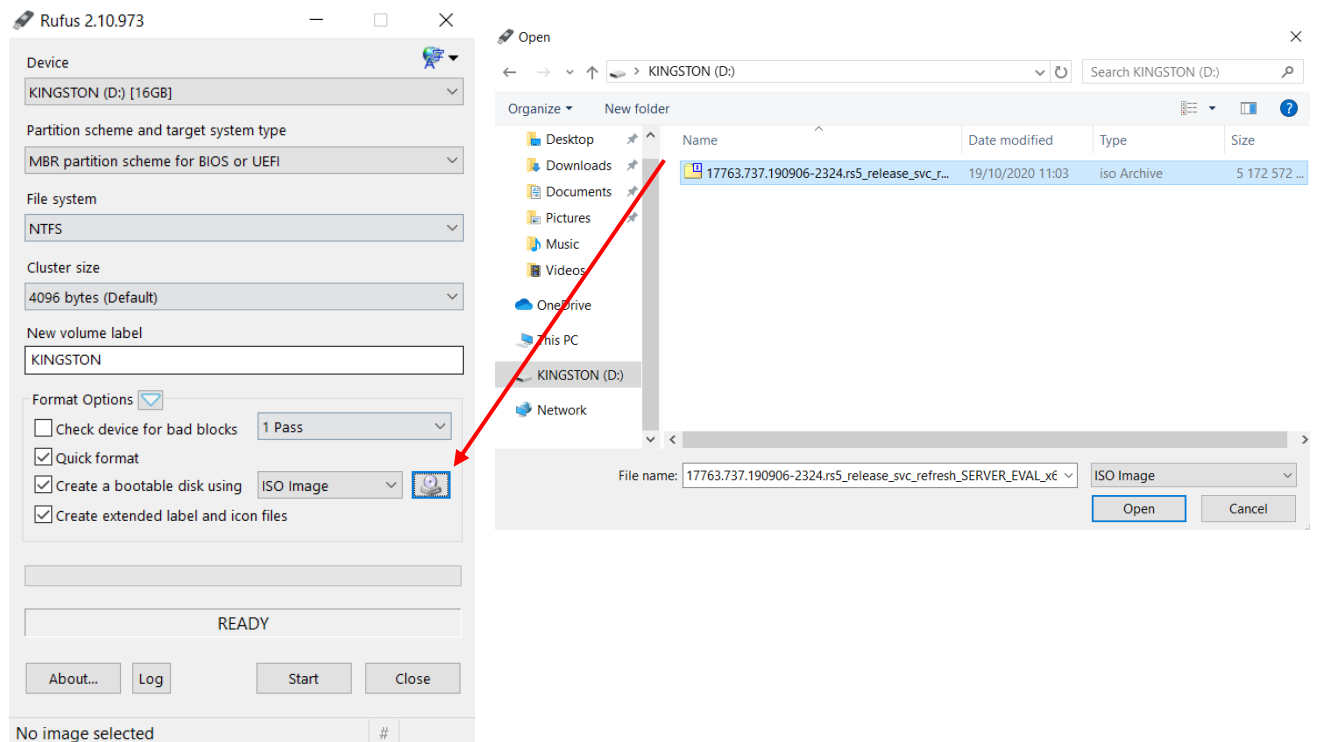 Rufus 2.10.973
Device
KINGSTON (D:) [16GB]
Partition scheme and target system type
MBR partition scheme for BIOS or UEFI
File system
NTFS
Cluster size
4096 bytes (Default)
New volume label
KINGSTON
Format Options
Check device for bad blocks 1 Pass
Quick format
Create a bootable disk using ISO Image
Create extended label and icon files
READY
About... Log Start Close
No image selected #
Open
KINGSTON (D:) Search KINGSTON (D:)
Organize New folder ?
Name Date modified Type Size
17763.737.190906-2324.rs5_release_svc_r... 19/10/2020 11:03 iso Archive 5 172 572 ...
Desktop
Downloads
Documents
Pictures
Music
Videos
OneDrive
This PC
KINGSTON (D:)
Network
File name: 17763.737.190906-2324.rs5_release_svc_refresh_SERVER_EVAL_x6 ISO Image
Open Cancel